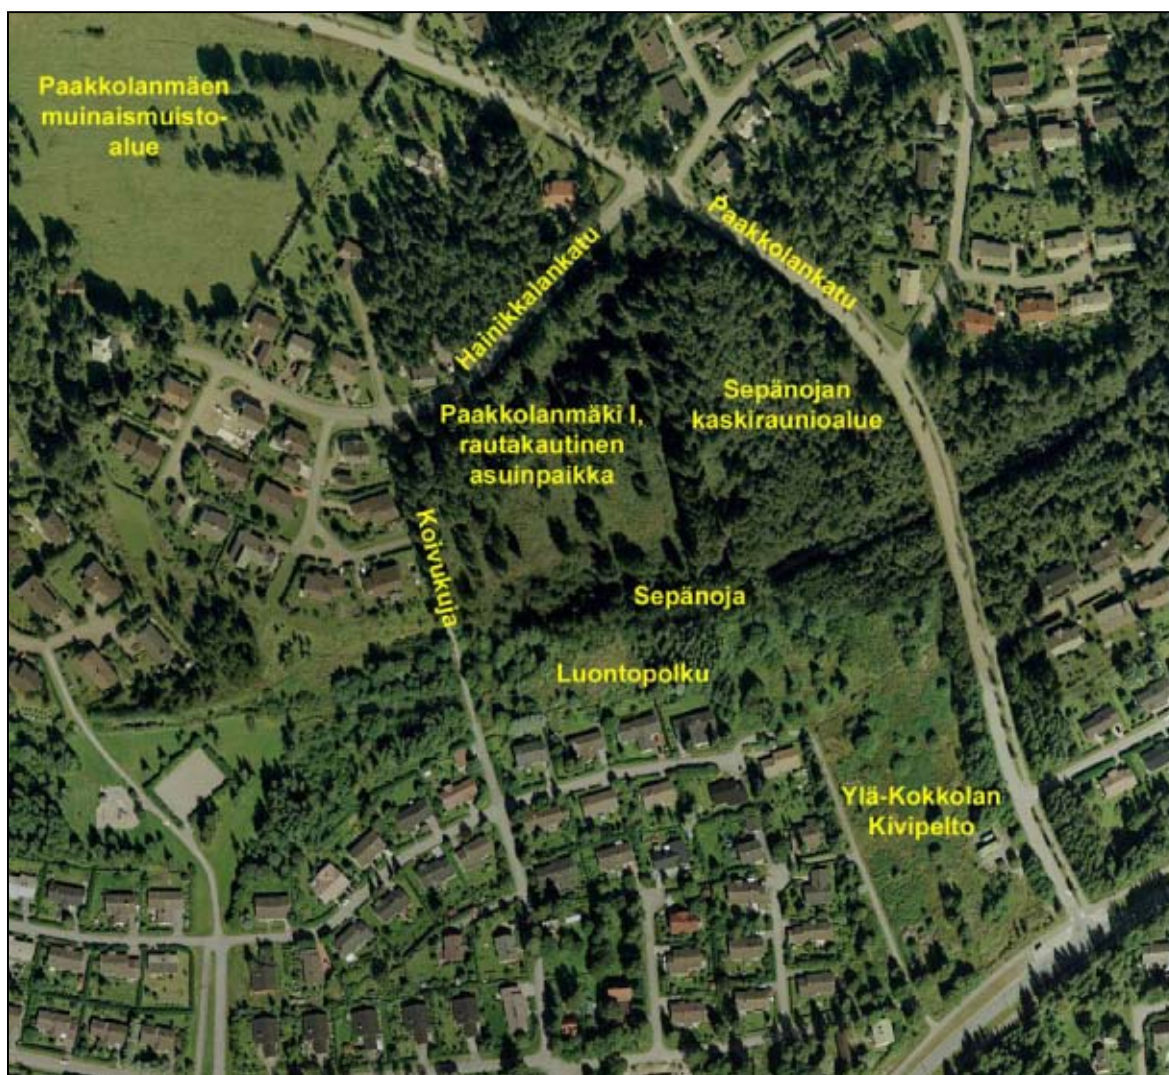 Paakkolanmäen
muinaismuisto-
alue
Paakkolankatu
Hainikkalankatu
Sepänojan
kaskiraunioalue
Paakkolanmäki I,
rautakautinen
asuinpaikka
Koivukuja
Sepänoja
Luontopolku
Ylä-Kokkolan
Kivipelto